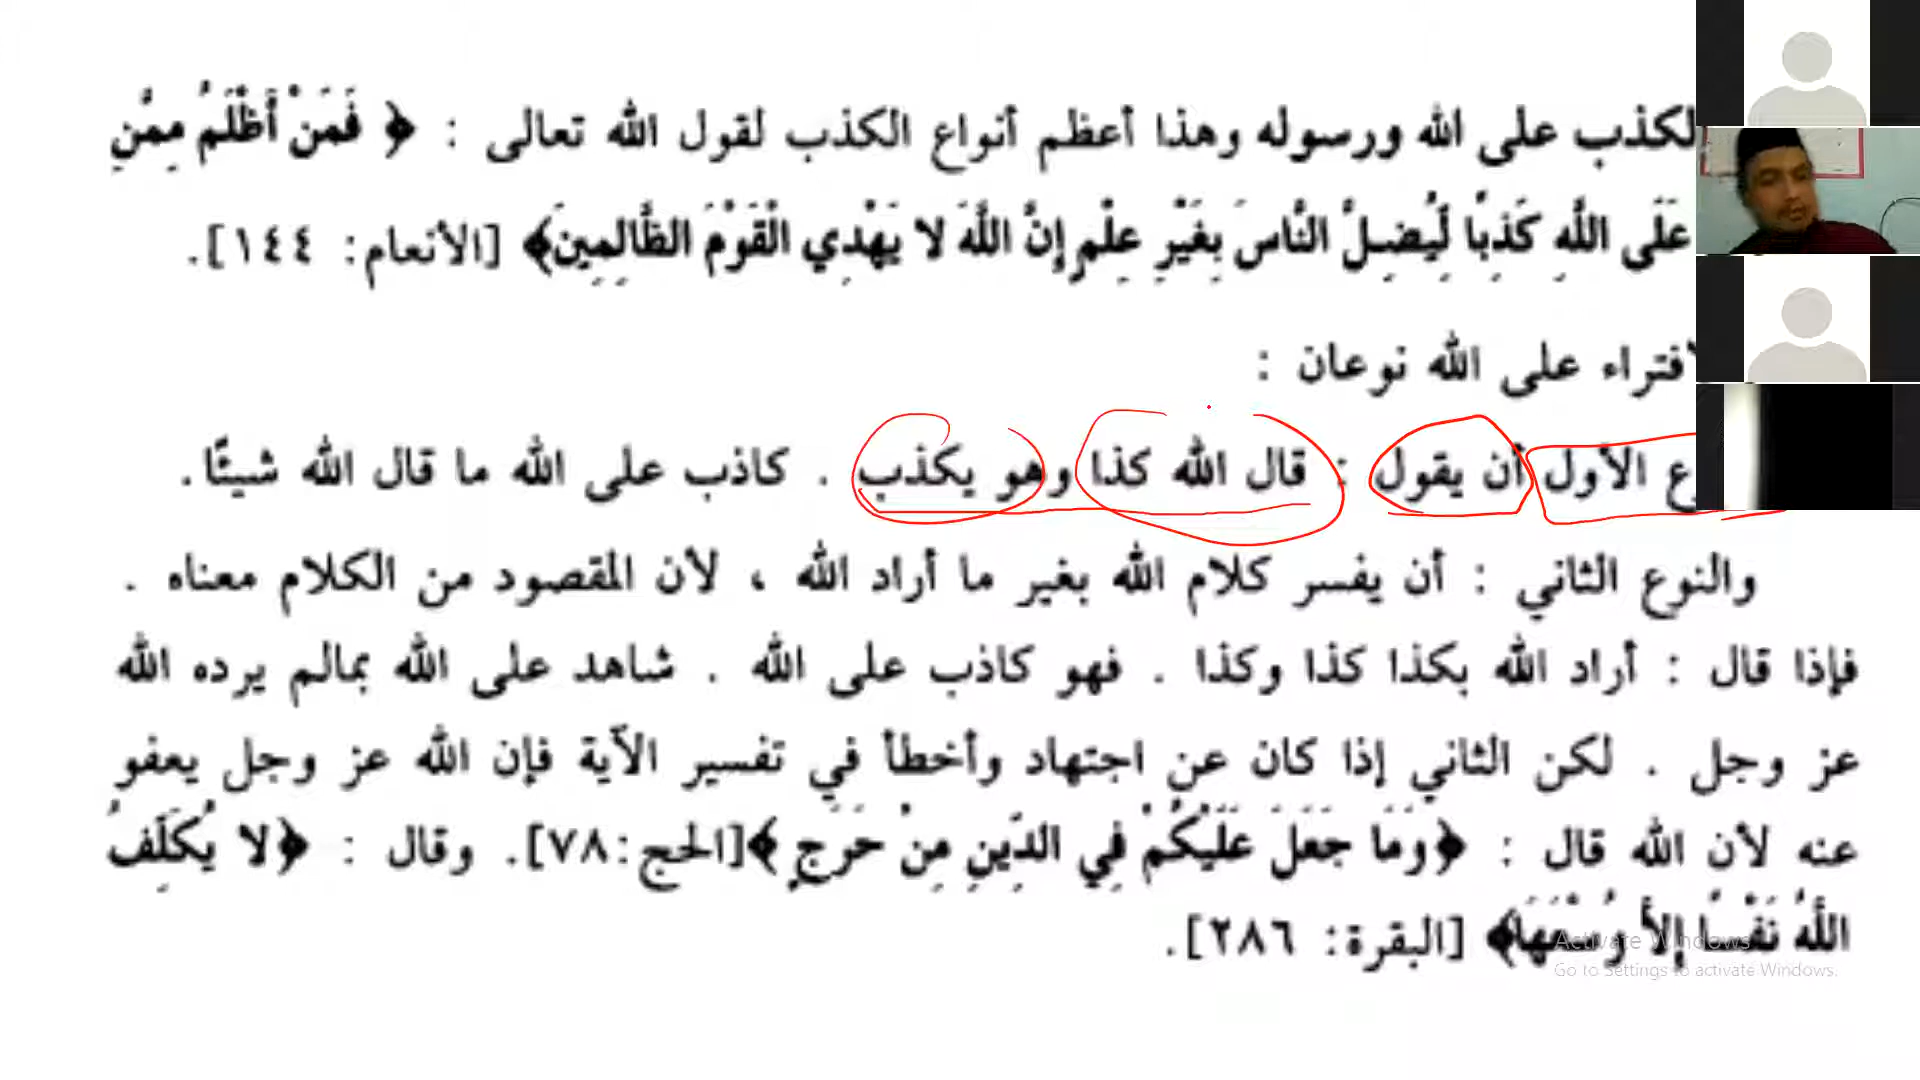 لكذب على الله ورسوله وهذا أعظم أنواع الكذب لقول الله تعالى : ﴿ فَمَنْ أَظْلَمُ مِمَّنِ
عَلَى اللَّهِ كَذِبًا لِّيُضِلَّ النَّاسَ بِغَيْرِ عِلْمٍ إِنَّ اللَّهَ لا يَهْدِي الْقَوْمَ الظَّالِمِينَ﴾ [الأنعام: ١٤٤].
افتراء على الله نوعان :
ع الأول أن يقول : قال الله كذا وهو يكذب . كاذب على الله ما قال الله شيئًا.
والنوع الثاني : أن يفسر كلام الله بغير ما أراد الله ، لأن المقصود من الكلام معناه .
فإذا قال : أراد الله بكذا كذا وكذا . فهو كاذب على الله . شاهد على الله بمالم يرده الله
عز وجل . لكن الثاني إذا كان عن اجتهاد وأخطأ في تفسير الآية فإن الله عز وجل يعفو
عنه لأن الله قال : ﴿وَمَا جَعَلَ عَلَيْكُمْ فِي الدِّينِ مِنْ حَرَجٍ﴾[الحج:٧٨]. وقال : ﴿لا يُكَلِّفُ
اللَّهُ نَفْسًا إِلاَّ وُسْعَهَا﴾ [البقرة: ٢٨٦].
Activate Windows
Go to Settings to activate Windows.